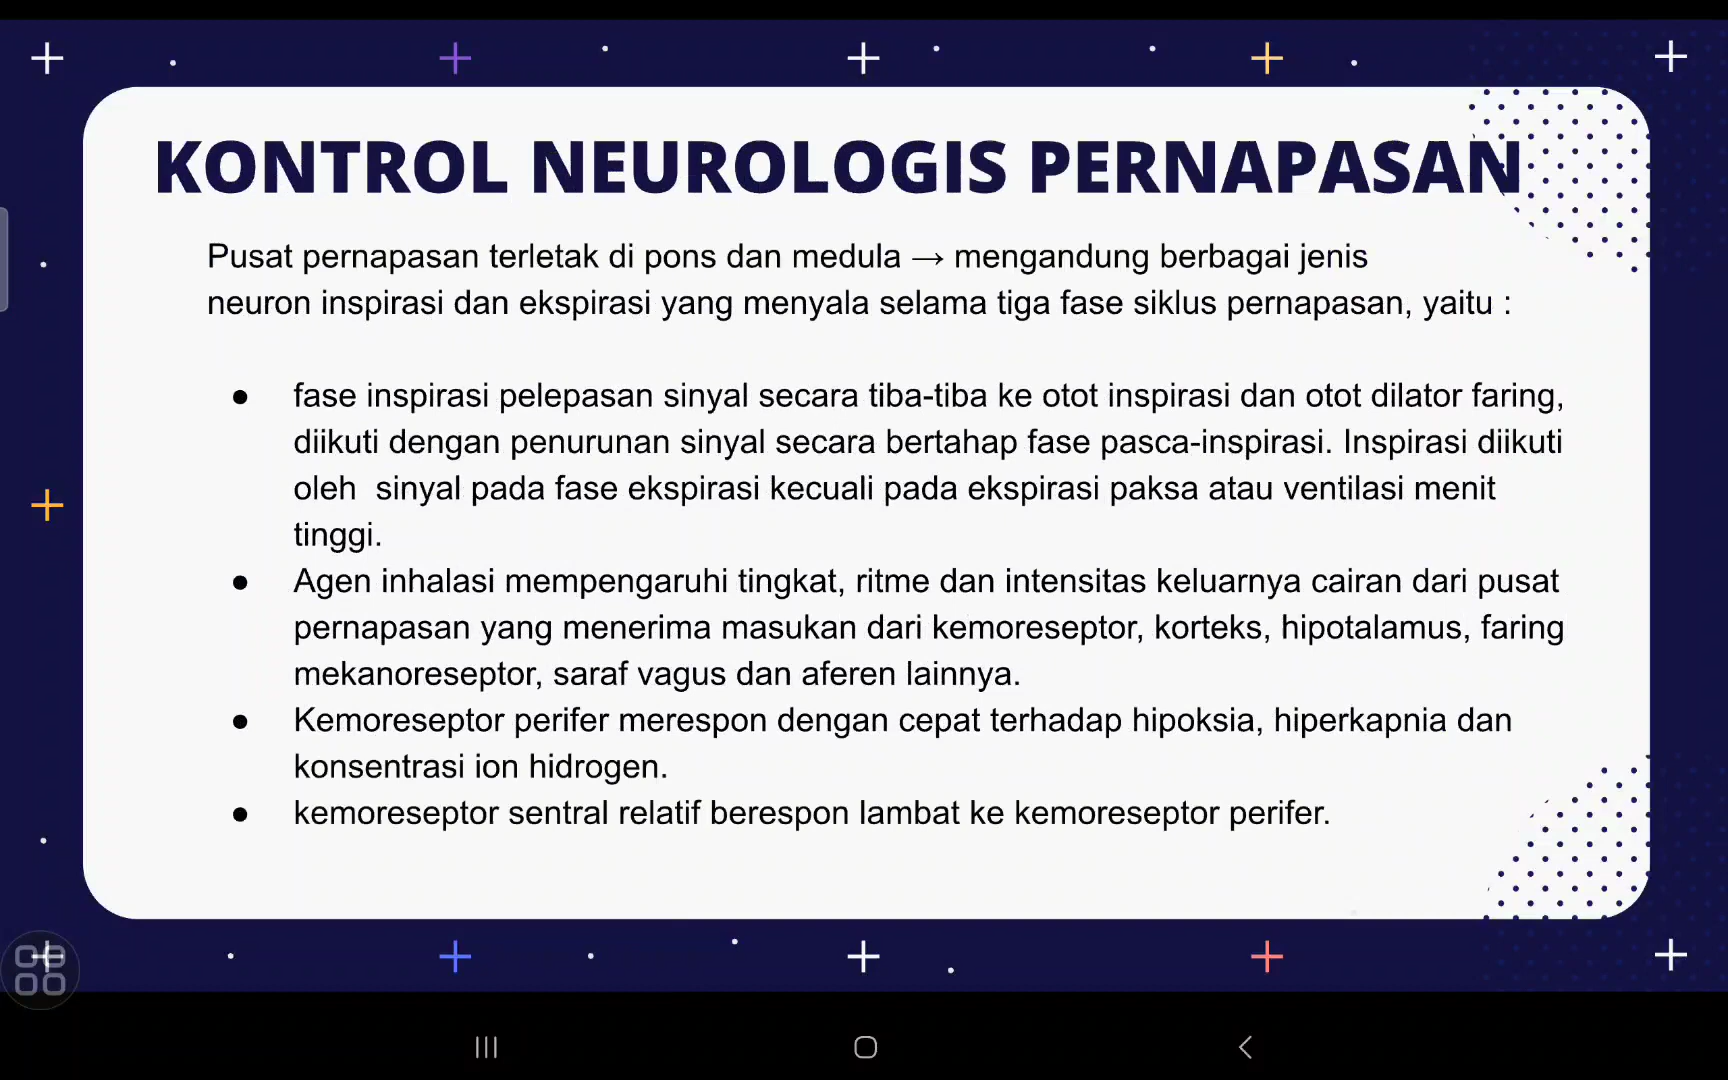 KONTROL NEUROLOGIS PERNAPASAN
Pusat pernapasan terletak di pons dan medula → mengandung berbagai jenis
neuron inspirasi dan ekspirasi yang menyala selama tiga fase siklus pernapasan, yaitu :
● fase inspirasi pelepasan sinyal secara tiba-tiba ke otot inspirasi dan otot dilator faring,
diikuti dengan penurunan sinyal secara bertahap fase pasca-inspirasi. Inspirasi diikuti
oleh sinyal pada fase ekspirasi kecuali pada ekspirasi paksa atau ventilasi menit
tinggi.
● Agen inhalasi mempengaruhi tingkat, ritme dan intensitas keluarnya cairan dari pusat
pernapasan yang menerima masukan dari kemoreseptor, korteks, hipotalamus, faring
mekanoreseptor, saraf vagus dan aferen lainnya.
● Kemoreseptor perifer merespon dengan cepat terhadap hipoksia, hiperkapnia dan
konsentrasi ion hidrogen.
● kemoreseptor sentral relatif berespon lambat ke kemoreseptor perifer.